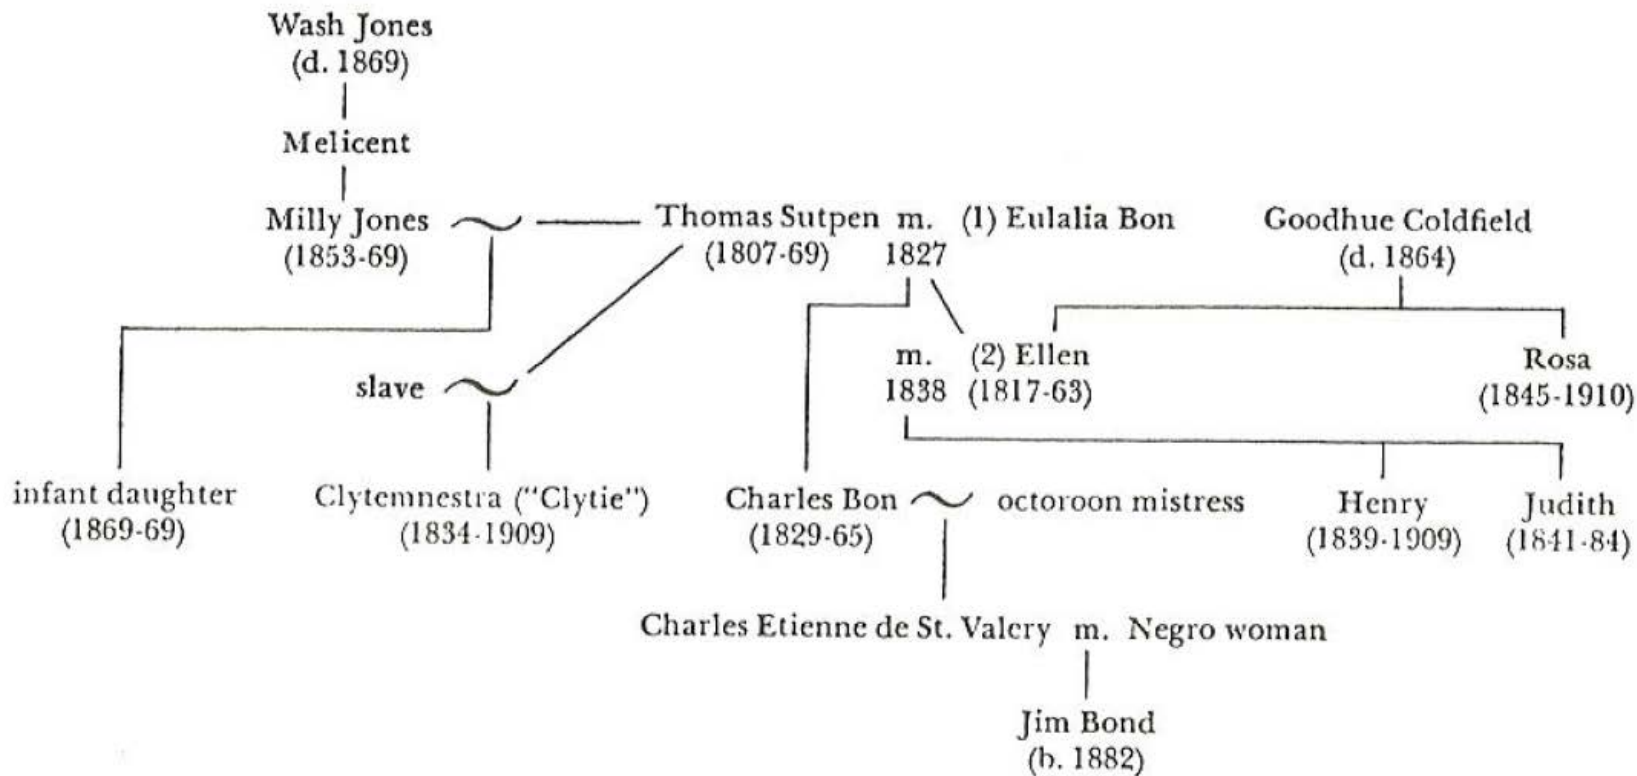 Wash Jones
(d. 1869)
Melicent
Milly Jones
(1853-69)
Thomas Sutpen m. (1) Eulalia Bon
(1807-69) 1827
Goodhue Coldfield
(d. 1864)
m. (2) Ellen
1838 (1817-63)
Rosa
(1845-1910)
slave
infant daughter
(1869-69)
Clytemnestra ("Clytie")
(1834-1909)
Charles Bon
(1829-65)
octoroon mistress
Henry
(1839-1909)
Judith
(1841-84)
Charles Etienne de St. Valery m. Negro woman
Jim Bond
(b. 1882)